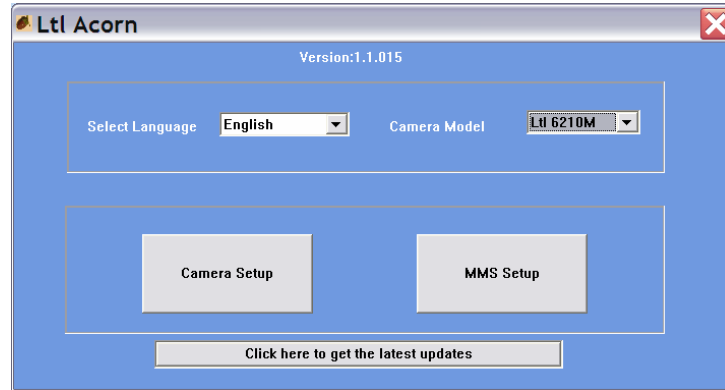 Ltl Acorn
Version:1.1.015
Select Language English Camera Model Ltl 6210M
Camera Setup MMS Setup
Click here to get the latest updates